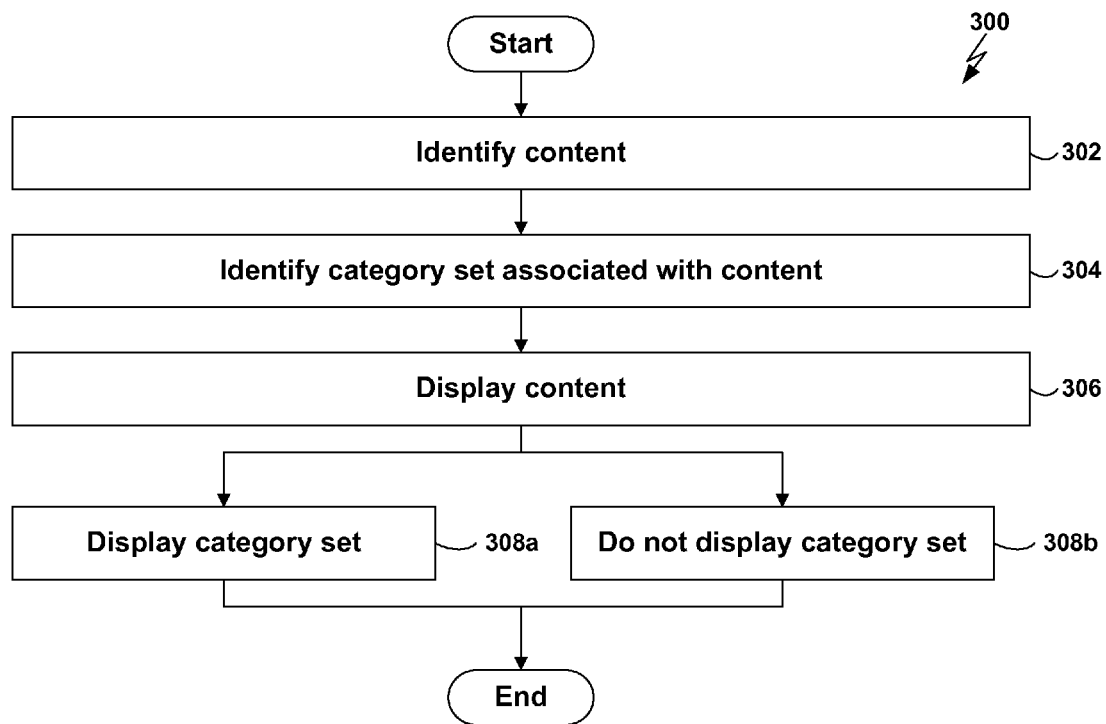 Start
300
Identify content
302
Identify category set associated with content
304
Display content
306
Display category set
308a
Do not display category set
308b
End